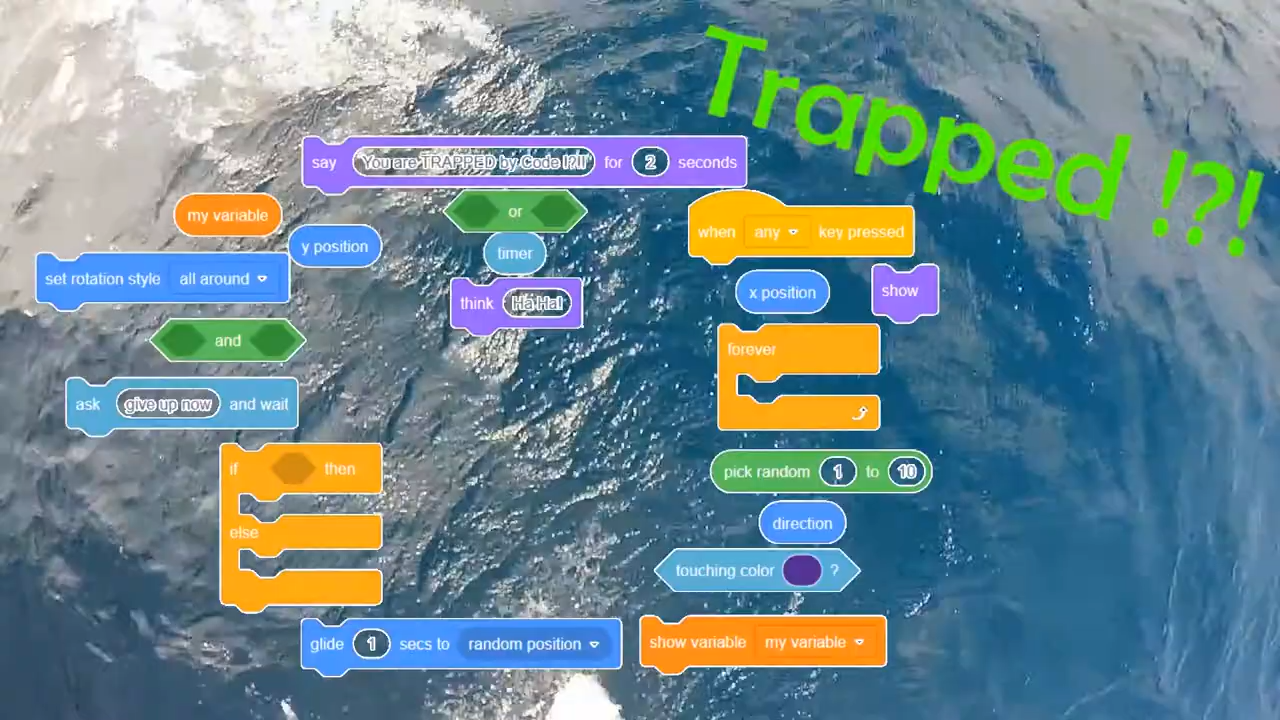 Trapped !?!
say You are TRAPPED by Code !?!! for 2 seconds
my variable
or
when any key pressed
y position
timer
set rotation style all around
x position
show
think Ha Ha!
and
forever
ask give up now and wait
if then
pick random 1 to 10
else
direction
touching color ?
glide 1 secs to random position
show variable my variable